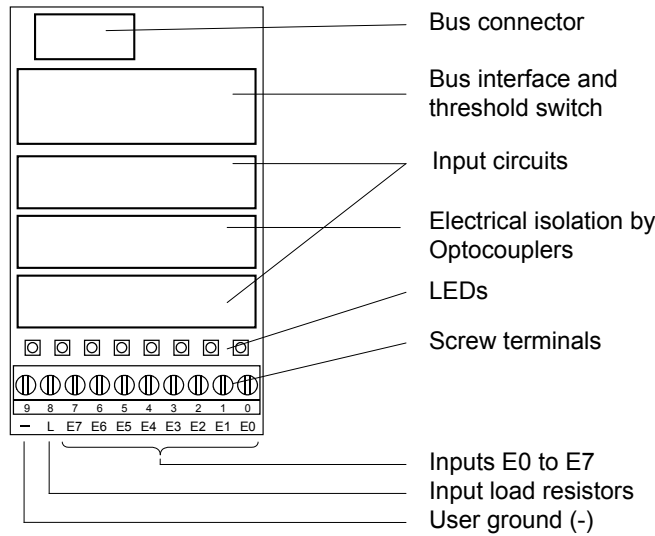 Bus connector
Bus interface and
threshold switch
Input circuits
Electrical isolation by
Optocouplers
LEDs
Screw terminals
9 8 7 6 5 4 3 2 1 0
– L E7 E6 E5 E4 E3 E2 E1 E0
Inputs E0 to E7
Input load resistors
User ground (-)